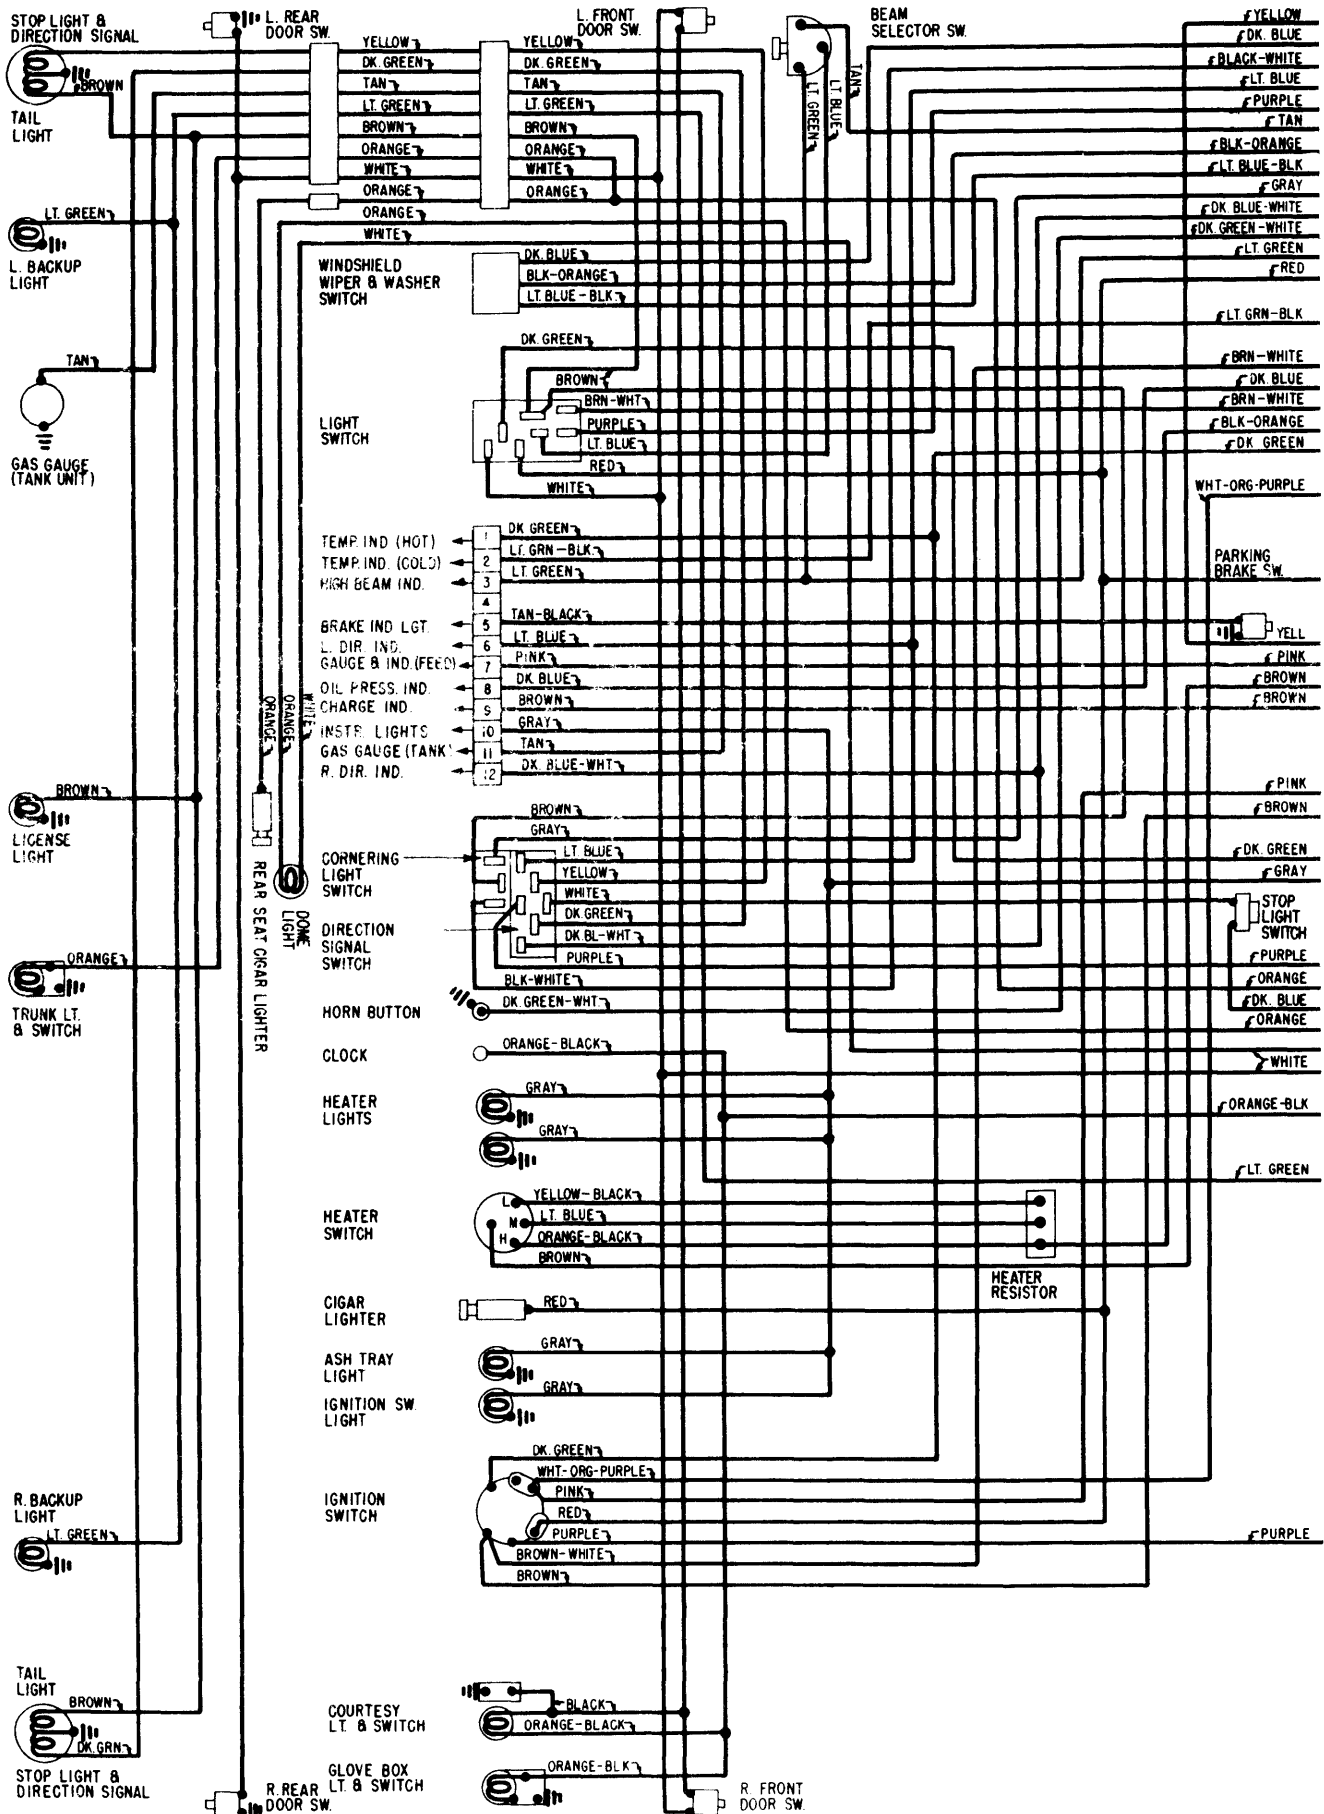 STOP LIGHT &
DIRECTION SIGNAL
BROWN
TAIL
LIGHT
L. REAR
DOOR SW.
YELLOW
DK. GREEN
TAN
LT. GREEN
BROWN
ORANGE
WHITE
ORANGE
ORANGE
WHITE
L. FRONT
DOOR SW.
YELLOW
DK. GREEN
TAN
LT. GREEN
BROWN
ORANGE
WHITE
ORANGE
BEAM
SELECTOR SW.
TAN
LT. BLUE
LT. GREEN
YELLOW
DK. BLUE
BLACK-WHITE
LT. BLUE
PURPLE
TAN
BLK-ORANGE
LT. BLUE-BLK
GRAY
DK. BLUE-WHITE
DK. GREEN-WHITE
LT. GREEN
RED
LT. GRN-BLK
BRN-WHITE
DK. BLUE
BRN-WHITE
BLK-ORANGE
DK. GREEN
WHT-ORG-PURPLE
PARKING
BRAKE SW.
YELL
PINK
BROWN
BROWN
PINK
BROWN
DK. GREEN
GRAY
STOP
LIGHT
SWITCH
PURPLE
ORANGE
DK. BLUE
ORANGE
WHITE
ORANGE-BLK
LT. GREEN
PURPLE
LT. GREEN
L. BACKUP
LIGHT
TAN
GAS GAUGE
(TANK UNIT)
BROWN
LICENSE
LIGHT
ORANGE
TRUNK LT.
& SWITCH
R. BACKUP
LIGHT
LT. GREEN
TAIL
LIGHT
BROWN
DK. GRN
STOP LIGHT &
DIRECTION SIGNAL
ORANGE
ORANGE
WHITE
REAR SEAT CIGAR LIGHTER
DOME
LIGHT
R. REAR
DOOR SW.
WINDSHIELD
WIPER & WASHER
SWITCH
DK. BLUE
BLK-ORANGE
LT. BLUE-BLK
LIGHT
SWITCH
DK. GREEN
BROWN
BRN-WHT
PURPLE
LT. BLUE
RED
WHITE
TEMP. IND (HOT) 1 DK GREEN
TEMP. IND. (COLD) 2 LT. GRN-BLK.
HIGH BEAM IND. 3 LT. GREEN
4
BRAKE IND LGT. 5 TAN-BLACK
L. DIR. IND. 6 LT. BLUE
GAUGE & IND. (FEED) 7 PINK
OIL PRESS. IND. 8 DK. BLUE
CHARGE IND. 9 BROWN
INSTR. LIGHTS 10 GRAY
GAS GAUGE (TANK) 11 TAN
R. DIR. IND. 12 DK. BLUE-WHT
CORNERING
LIGHT
SWITCH
DIRECTION
SIGNAL
SWITCH
BROWN
GRAY
LT. BLUE
YELLOW
WHITE
DK. GREEN
DK. BL-WHT
PURPLE
BLK-WHITE
HORN BUTTON
DK. GREEN-WHT
CLOCK
ORANGE-BLACK
HEATER
LIGHTS
GRAY
GRAY
HEATER
SWITCH
L
M
H
YELLOW-BLACK
LT. BLUE
ORANGE-BLACK
BROWN
HEATER
RESISTOR
CIGAR
LIGHTER
RED
ASH TRAY
LIGHT
GRAY
IGNITION SW.
LIGHT
GRAY
IGNITION
SWITCH
DK. GREEN
WHT-ORG-PURPLE
PINK
RED
PURPLE
BROWN-WHITE
BROWN
COURTESY
LT. & SWITCH
BLACK
ORANGE-BLACK
GLOVE BOX
LT. & SWITCH
ORANGE-BLK
R. FRONT
DOOR SW.